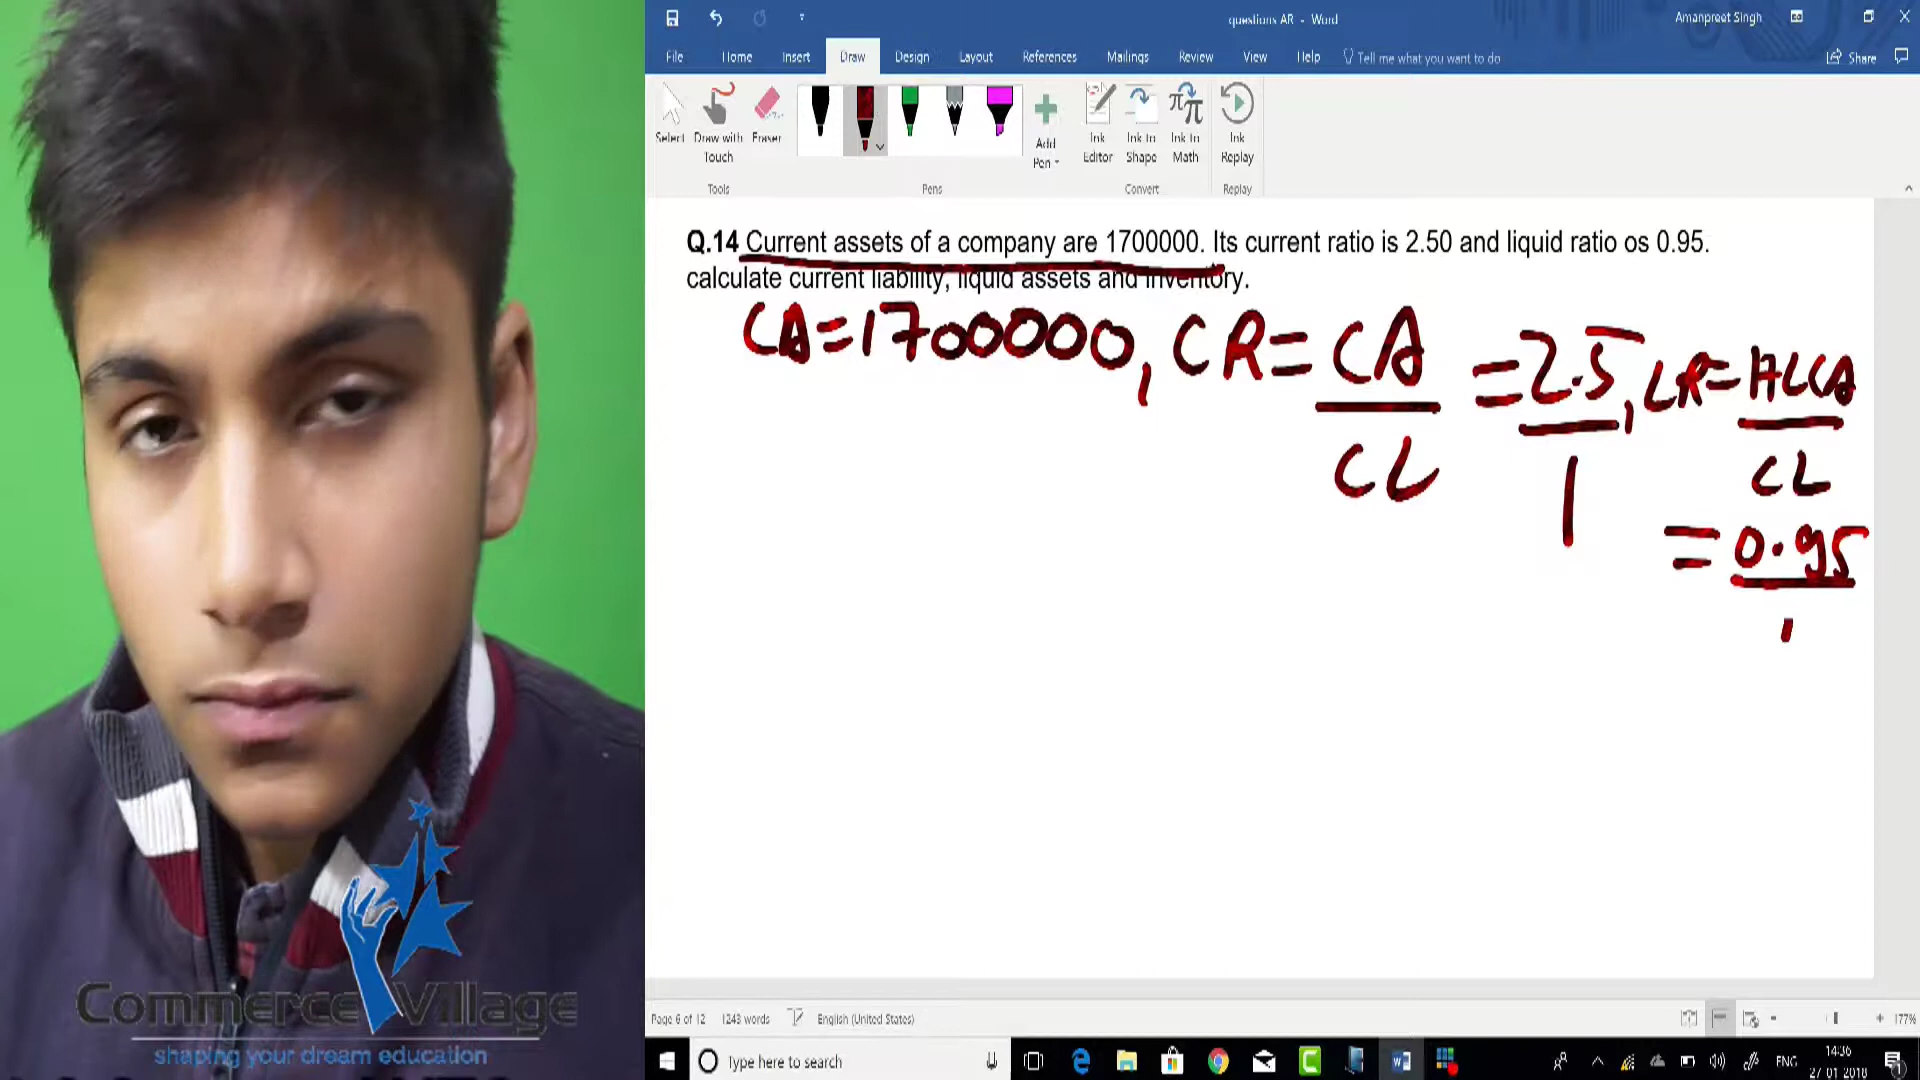 questions AR - Word
Amanpreet Singh
File Home Insert Draw Design Layout References Mailings Review View Help Tell me what you want to do Share
Select
Draw with Touch
Eraser
Add Pen
Ink Editor
Ink to Shape
Ink to Math
Ink Replay
Tools Pens Convert Replay
Q.14 Current assets of a company are 1700000. Its current ratio is 2.50 and liquid ratio os 0.95.
calculate current liability, liquid assets and inventory.
CA=1700000, CR= CA = 2.5, LR=
CL 1 CL
= 0.95
Commerce Village
shaping your dream education
Page 6 of 12 1243 words English (United States) 177%
Type here to search
ENG
14:36
27-01-2018